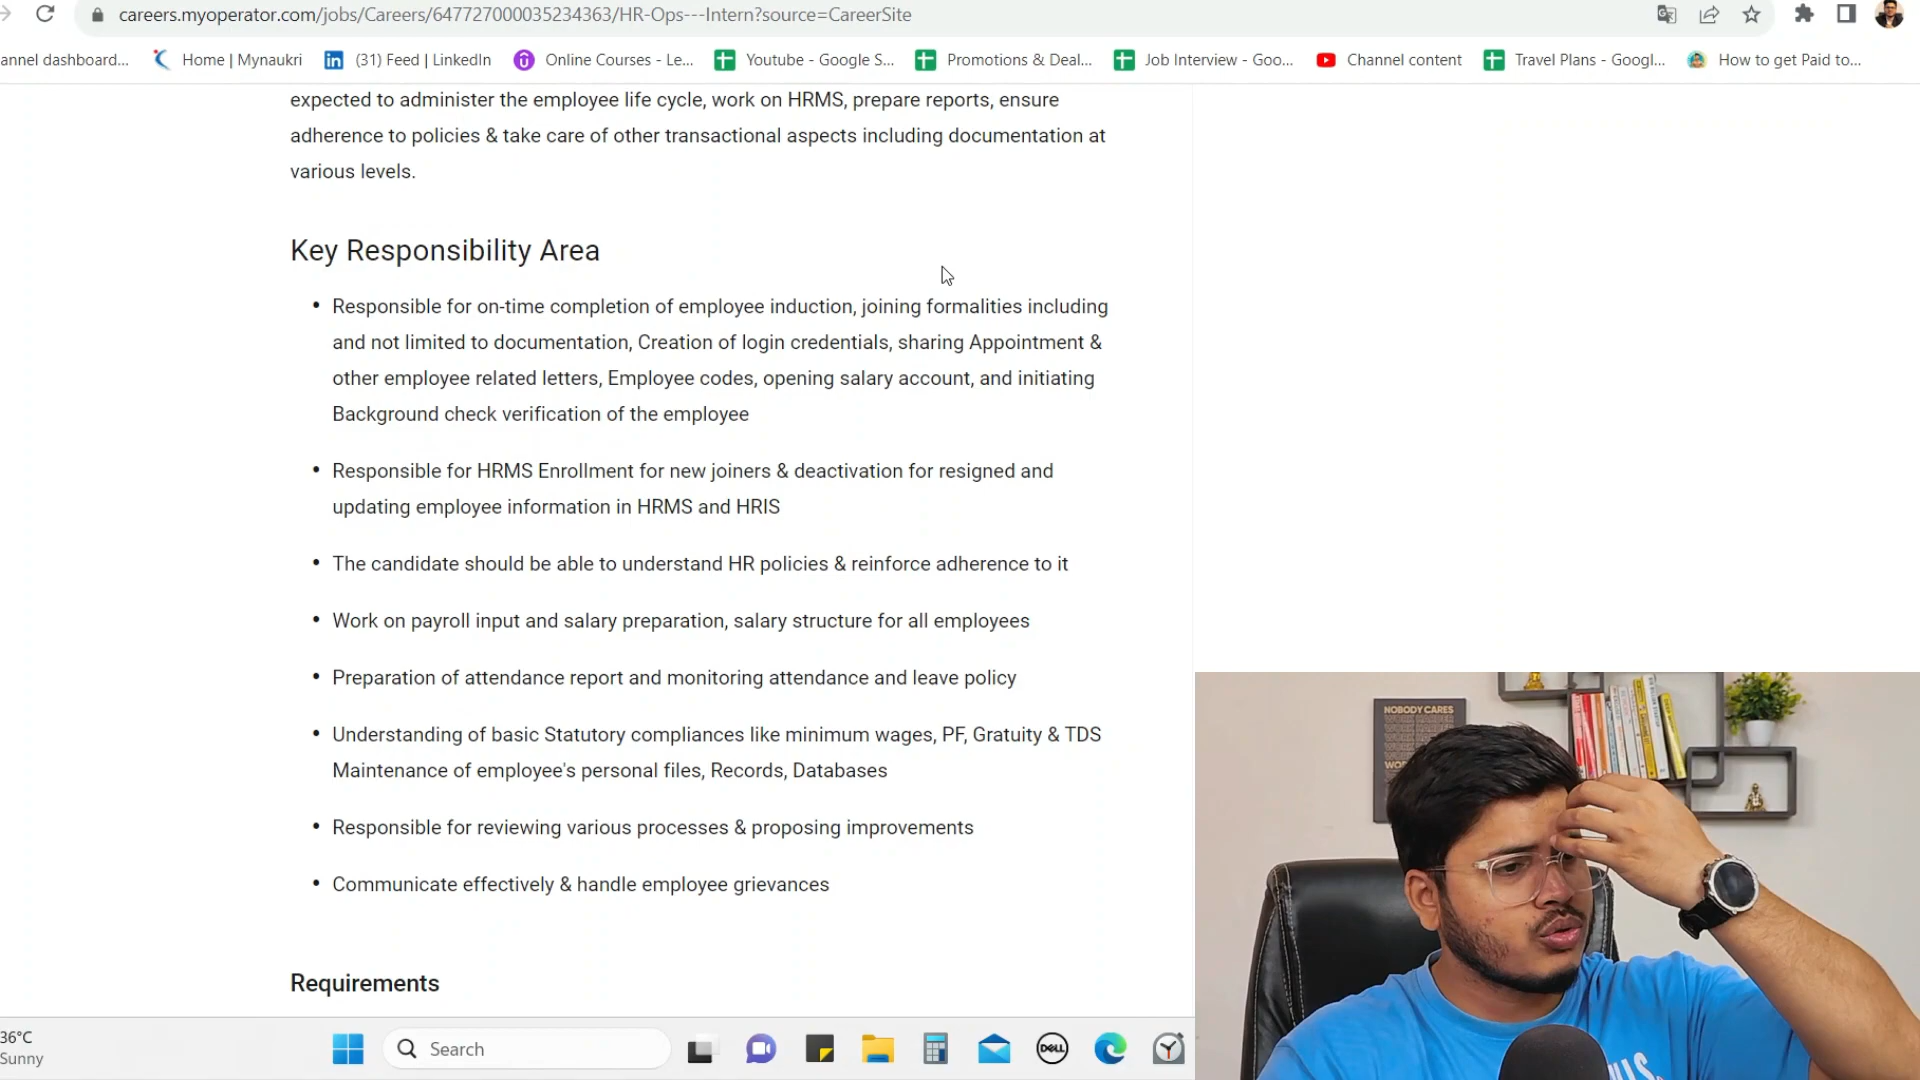 careers.myoperator.com/jobs/Careers/647727000035234363/HR-Ops---Intern?source=CareerSite
annel dashboard... Home | Mynaukri (31) Feed | LinkedIn Online Courses - Le... Youtube - Google S... Promotions & Deal... Job Interview - Goo... Channel content Travel Plans - Googl... How to get Paid to...
expected to administer the employee life cycle, work on HRMS, prepare reports, ensure
adherence to policies & take care of other transactional aspects including documentation at
various levels.
Key Responsibility Area
• Responsible for on-time completion of employee induction, joining formalities including
and not limited to documentation, Creation of login credentials, sharing Appointment &
other employee related letters, Employee codes, opening salary account, and initiating
Background check verification of the employee
• Responsible for HRMS Enrollment for new joiners & deactivation for resigned and
updating employee information in HRMS and HRIS
• The candidate should be able to understand HR policies & reinforce adherence to it
• Work on payroll input and salary preparation, salary structure for all employees
• Preparation of attendance report and monitoring attendance and leave policy
• Understanding of basic Statutory compliances like minimum wages, PF, Gratuity & TDS
Maintenance of employee's personal files, Records, Databases
• Responsible for reviewing various processes & proposing improvements
• Communicate effectively & handle employee grievances
Requirements
NOBODY CARES
36°C
Sunny
Search
DELL